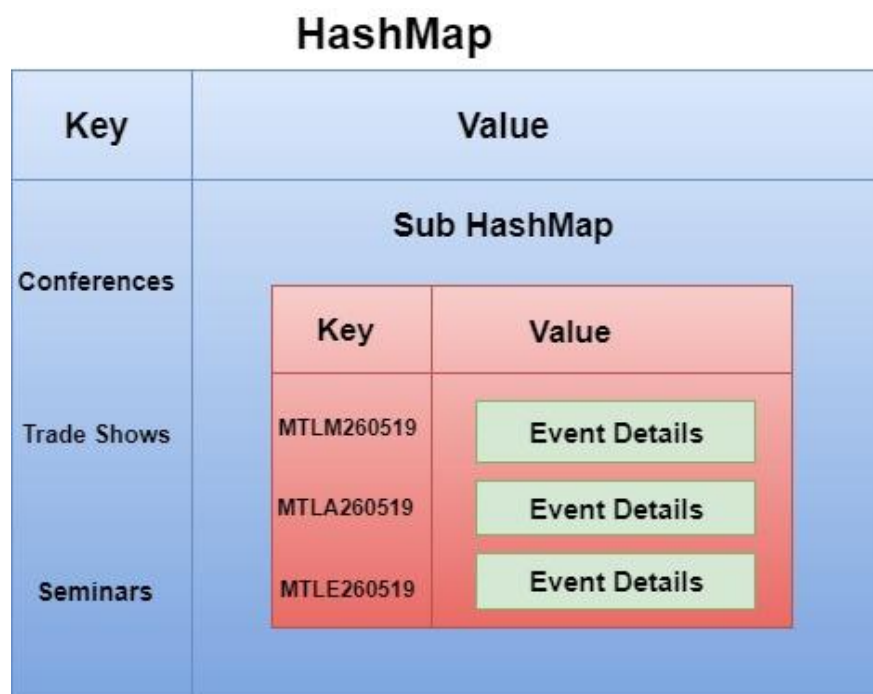 HashMap
Key Value
Sub HashMap
Conferences
Key Value
Trade Shows
MTLM260519 Event Details
MTLA260519 Event Details
Seminars
MTLE260519 Event Details